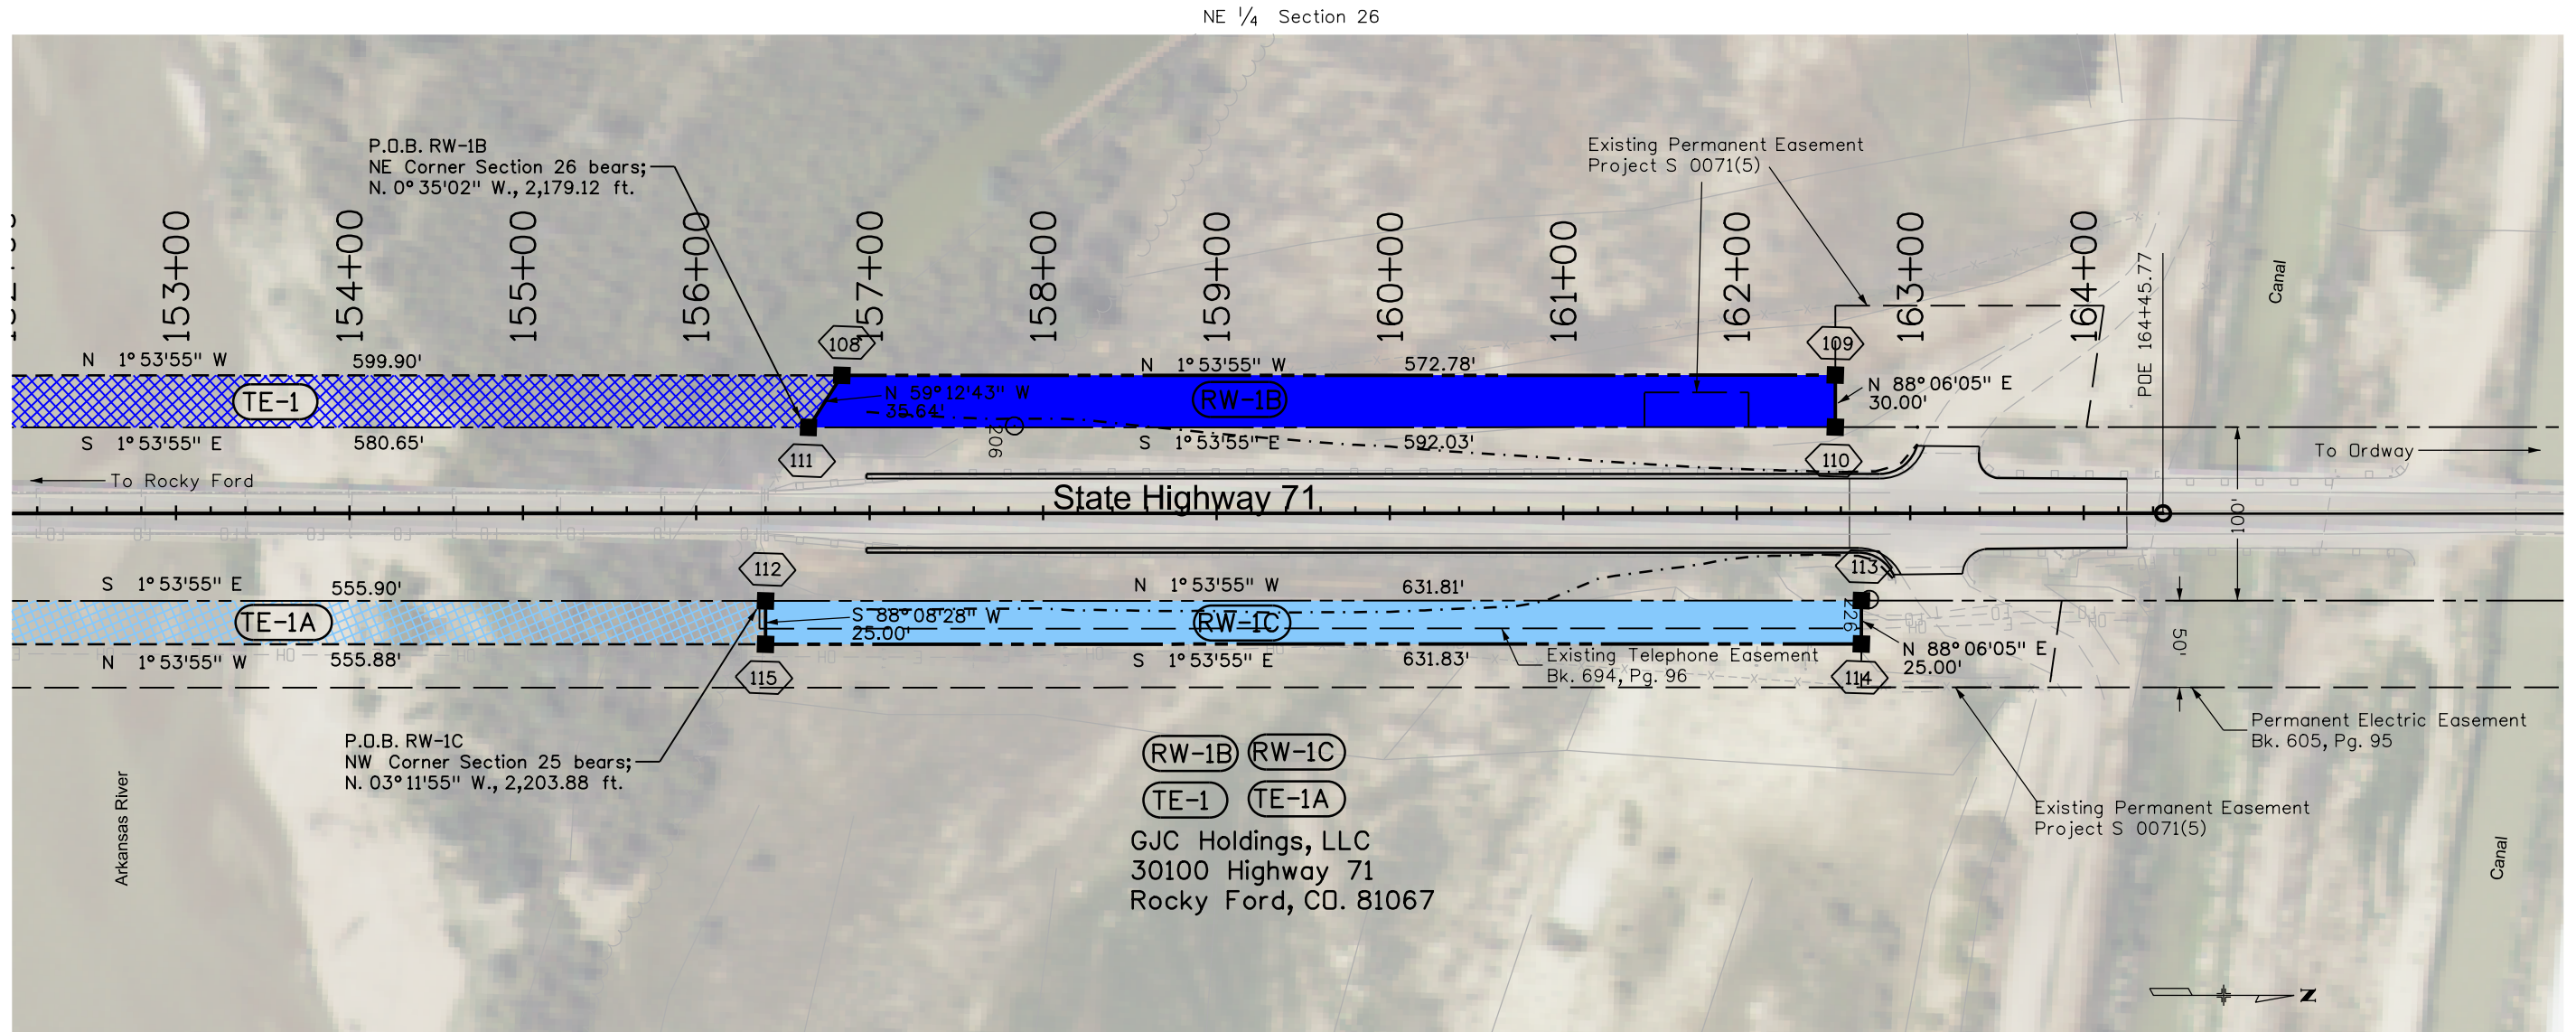 NE 1/4 Section 26
P.O.B. RW-1B
NE Corner Section 26 bears;
N. 0° 35'02" W., 2,179.12 ft.
Existing Permanent Easement
Project S 0071(5)
153+00
154+00
155+00
156+00
157+00
158+00
159+00
160+00
161+00
162+00
163+00
164+00
POE 164+45.77
Canal
108
109
N 1° 53'55" W 599.90'
N 1° 53'55" W 572.78'
TE-1
N 59° 12'43" W
35.64'
RW-1B
N 88° 06'05" E
30.00'
S 1° 53'55" E 580.65'
206
S 1° 53'55" E 592.03'
111
110
To Rocky Ford
To Ordway
State Highway 71
100'
112
113
S 1° 53'55" E 555.90'
N 1° 53'55" W 631.81'
TE-1A
S 88° 08'28" W
25.00'
RW-1C
226
N 88° 06'05" E
25.00'
50'
N 1° 53'55" W 555.88'
S 1° 53'55" E 631.83'
Existing Telephone Easement
Bk. 694, Pg. 96
115
114
P.O.B. RW-1C
NW Corner Section 25 bears;
N. 03° 11'55" W., 2,203.88 ft.
Permanent Electric Easement
Bk. 605, Pg. 95
RW-1B RW-1C
TE-1 TE-1A
GJC Holdings, LLC
30100 Highway 71
Rocky Ford, CO. 81067
Existing Permanent Easement
Project S 0071(5)
Arkansas River
Canal
N